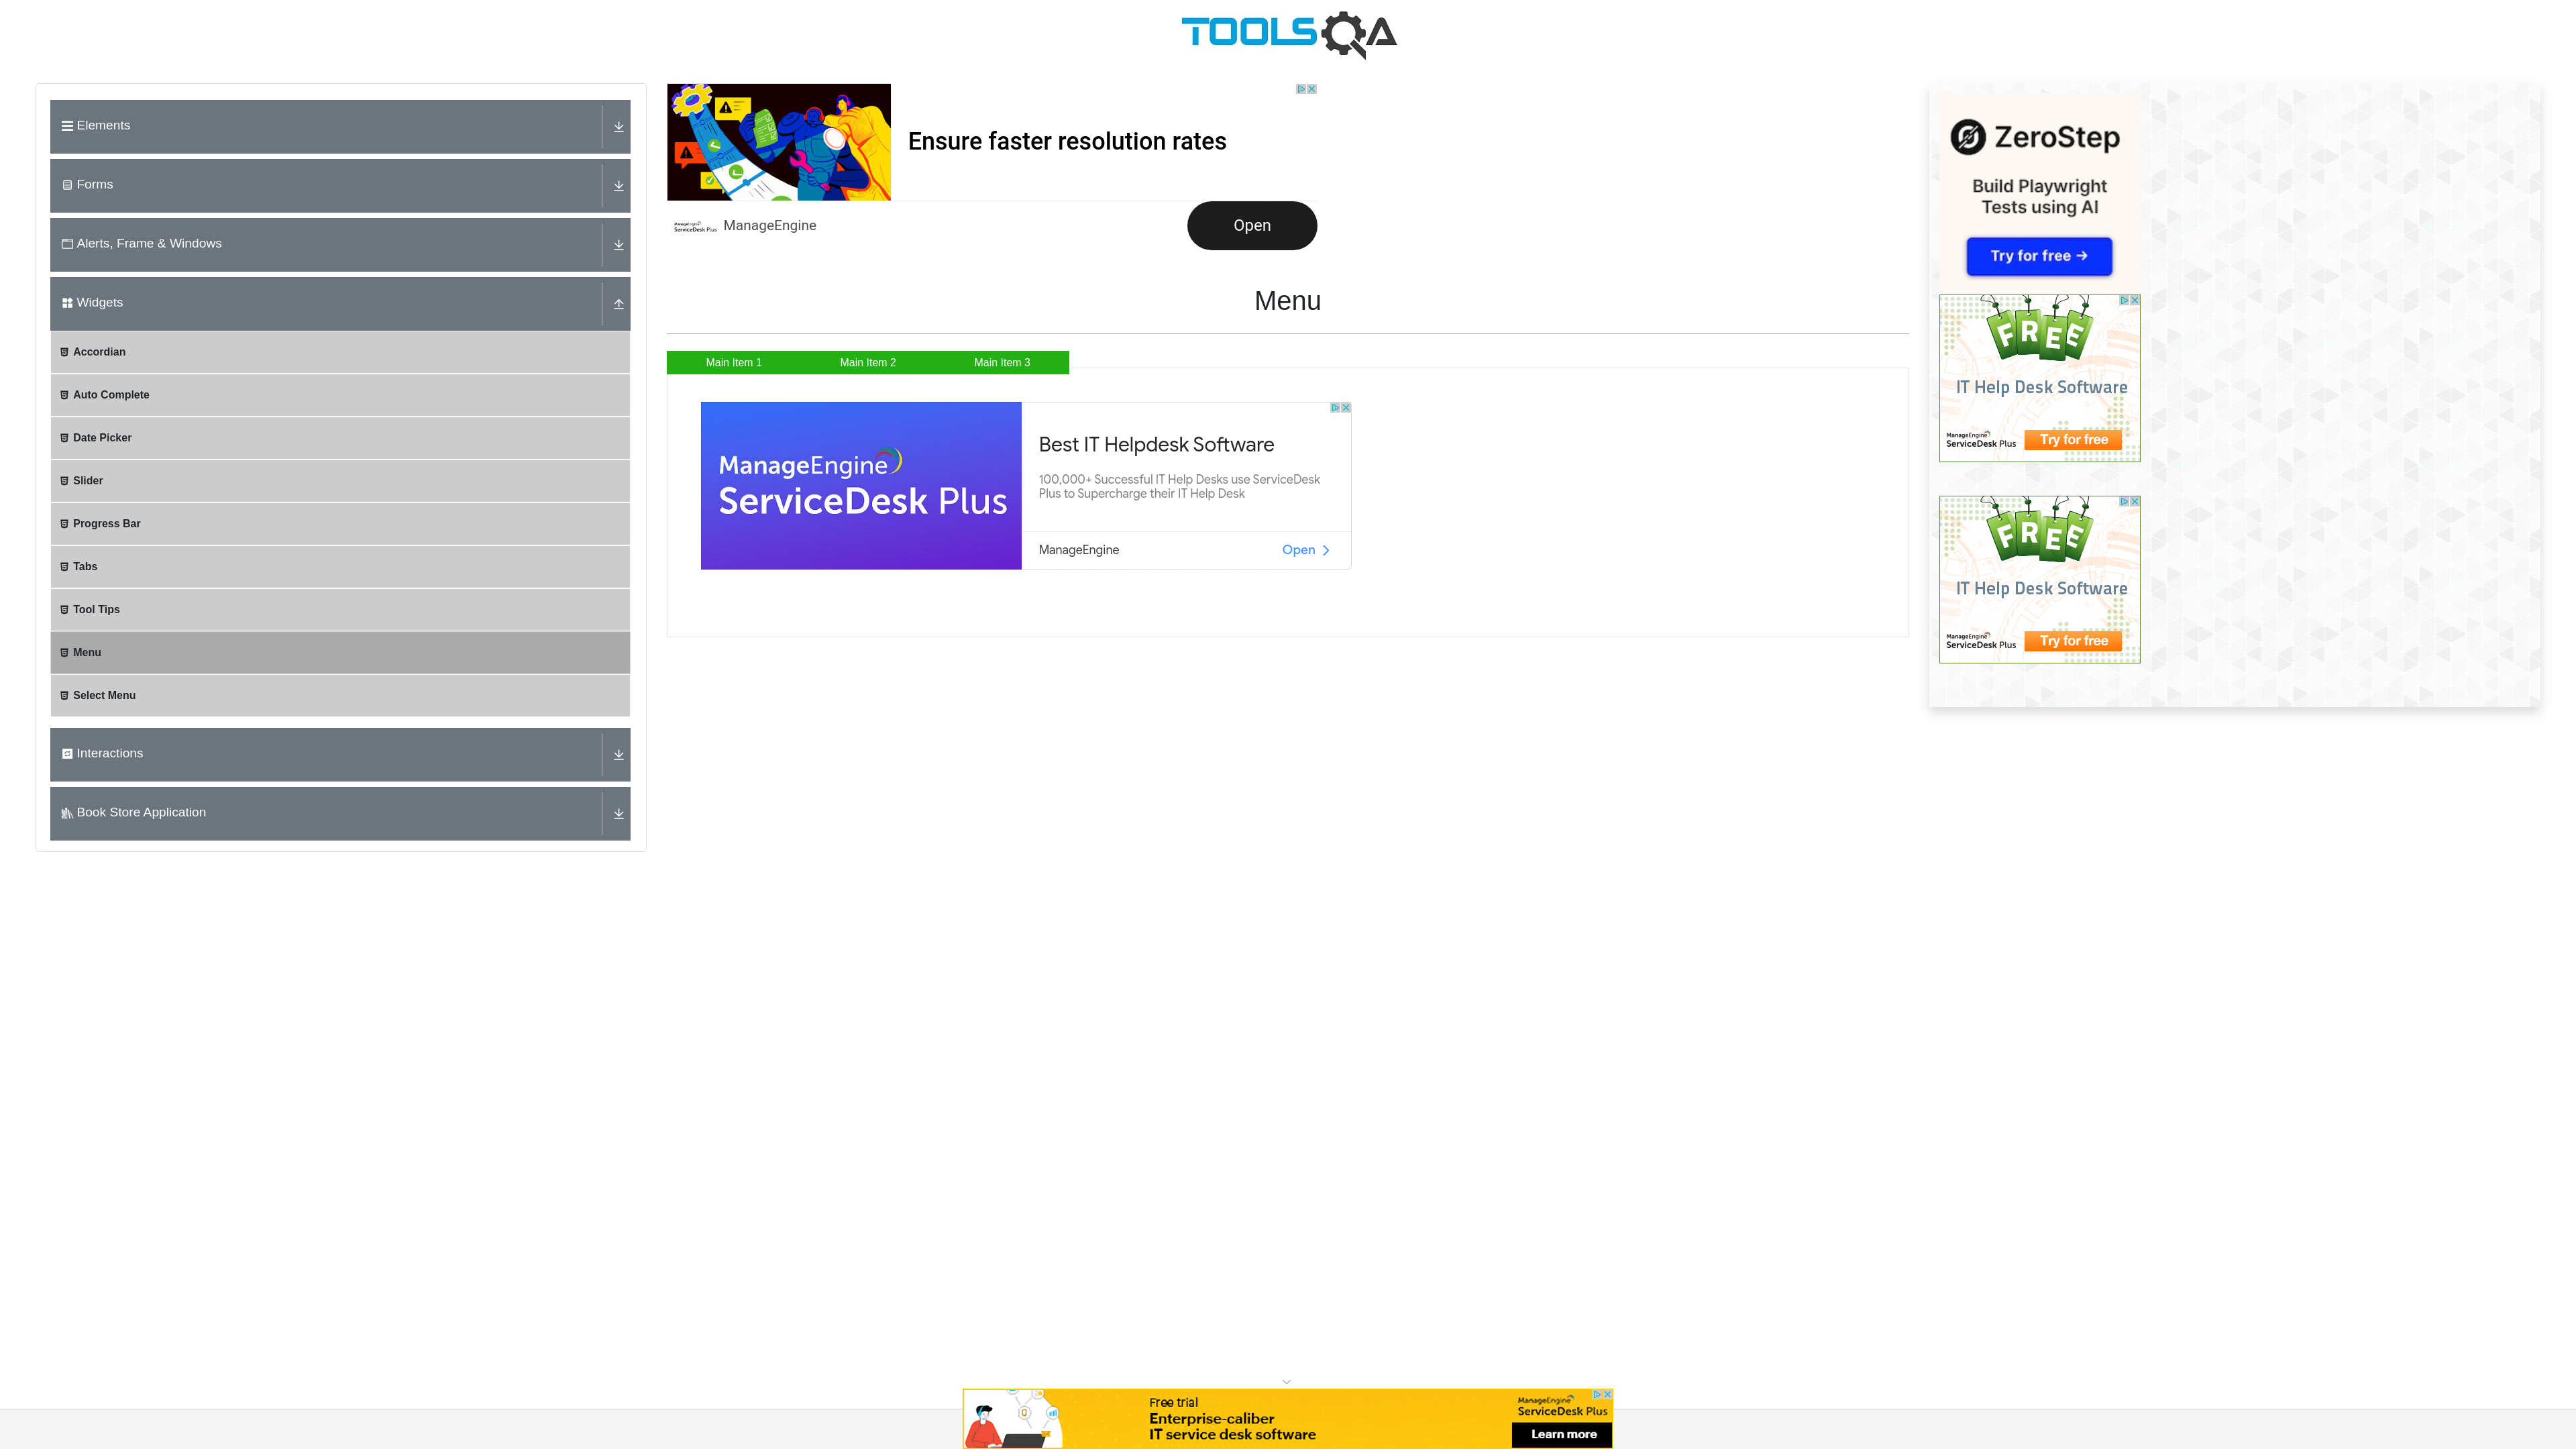 TOOLSQA
Elements
Forms
Alerts, Frame & Windows
Widgets
Accordian
Auto Complete
Date Picker
Slider
Progress Bar
Tabs
Tool Tips
Menu
Select Menu
Interactions
Book Store Application
Ensure faster resolution rates
ManageEngine
ServiceDesk Plus
ManageEngine
Open
Menu
Main Item 1
Main Item 2
Main Item 3
ManageEngine
ServiceDesk Plus
Best IT Helpdesk Software
100,000+ Successful IT Help Desks use ServiceDesk
Plus to Supercharge their IT Help Desk
ManageEngine
Open
ZeroStep
Build Playwright
Tests using AI
Try for free →
FREE
IT Help Desk Software
ManageEngine
ServiceDesk Plus
Try for free
FREE
IT Help Desk Software
ManageEngine
ServiceDesk Plus
Try for free
Free trial
Enterprise-caliber
IT service desk software
ManageEngine
ServiceDesk Plus
Learn more